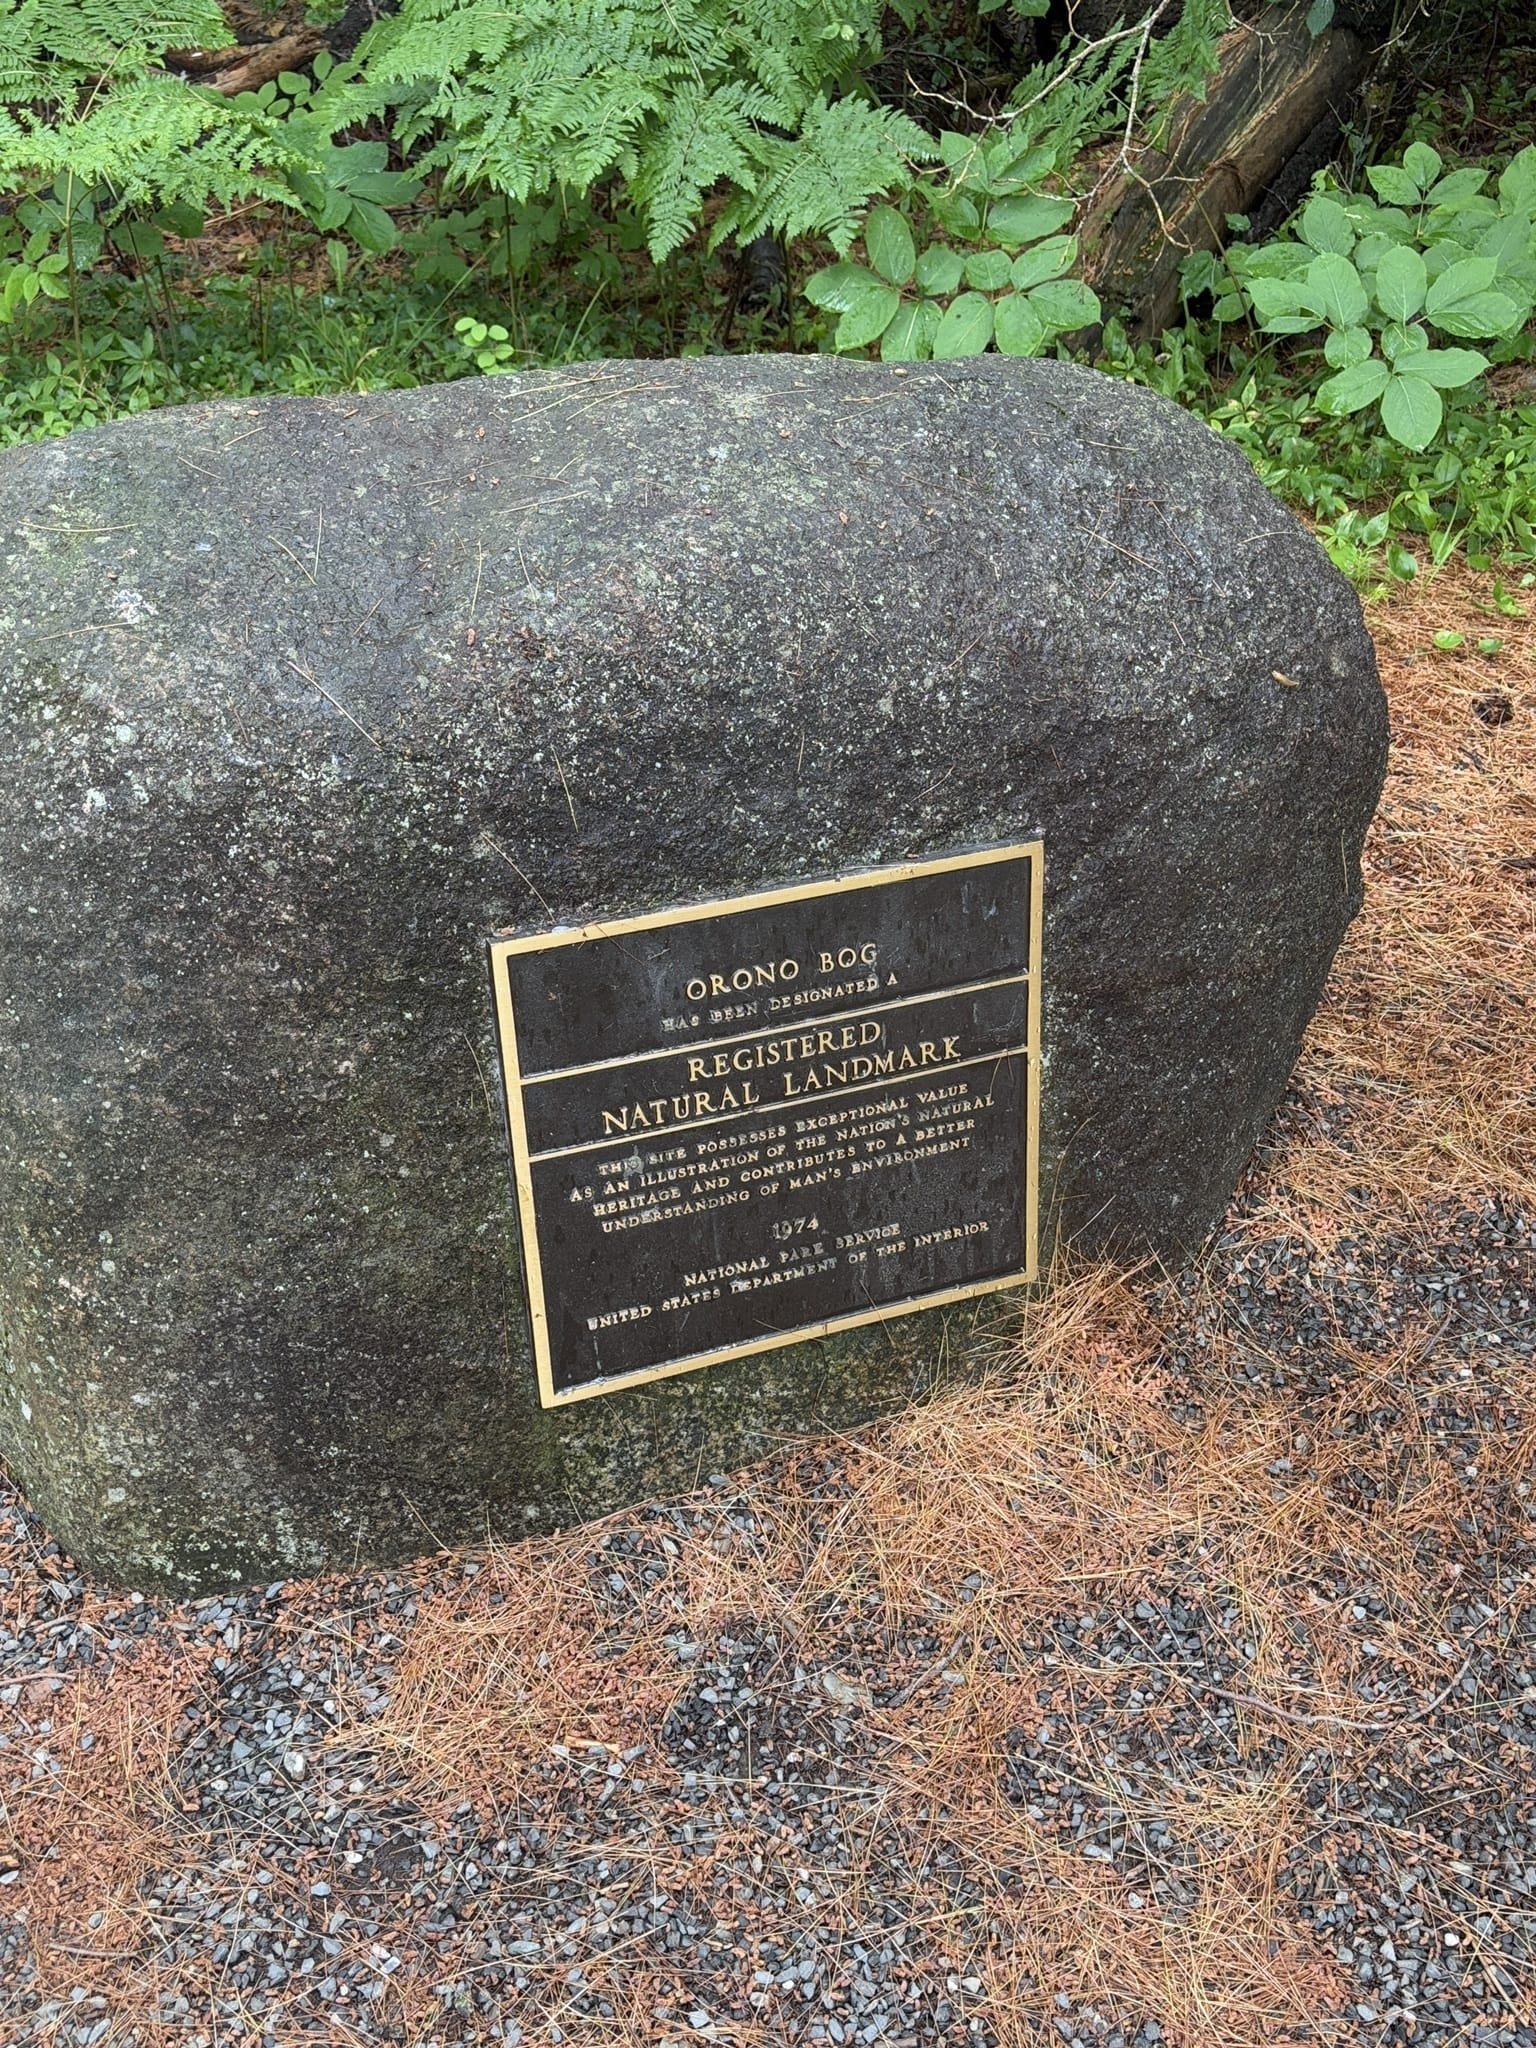 ORONO BOG
HAS BEEN DESIGNATED A
REGISTERED
NATURAL LANDMARK
THIS SITE POSSESSES EXCEPTIONAL VALUE
AS AN ILLUSTRATION OF THE NATION'S NATURAL
HERITAGE AND CONTRIBUTES TO A BETTER
UNDERSTANDING OF MAN'S ENVIRONMENT
1974
NATIONAL PARK SERVICE
UNITED STATES DEPARTMENT OF THE INTERIOR